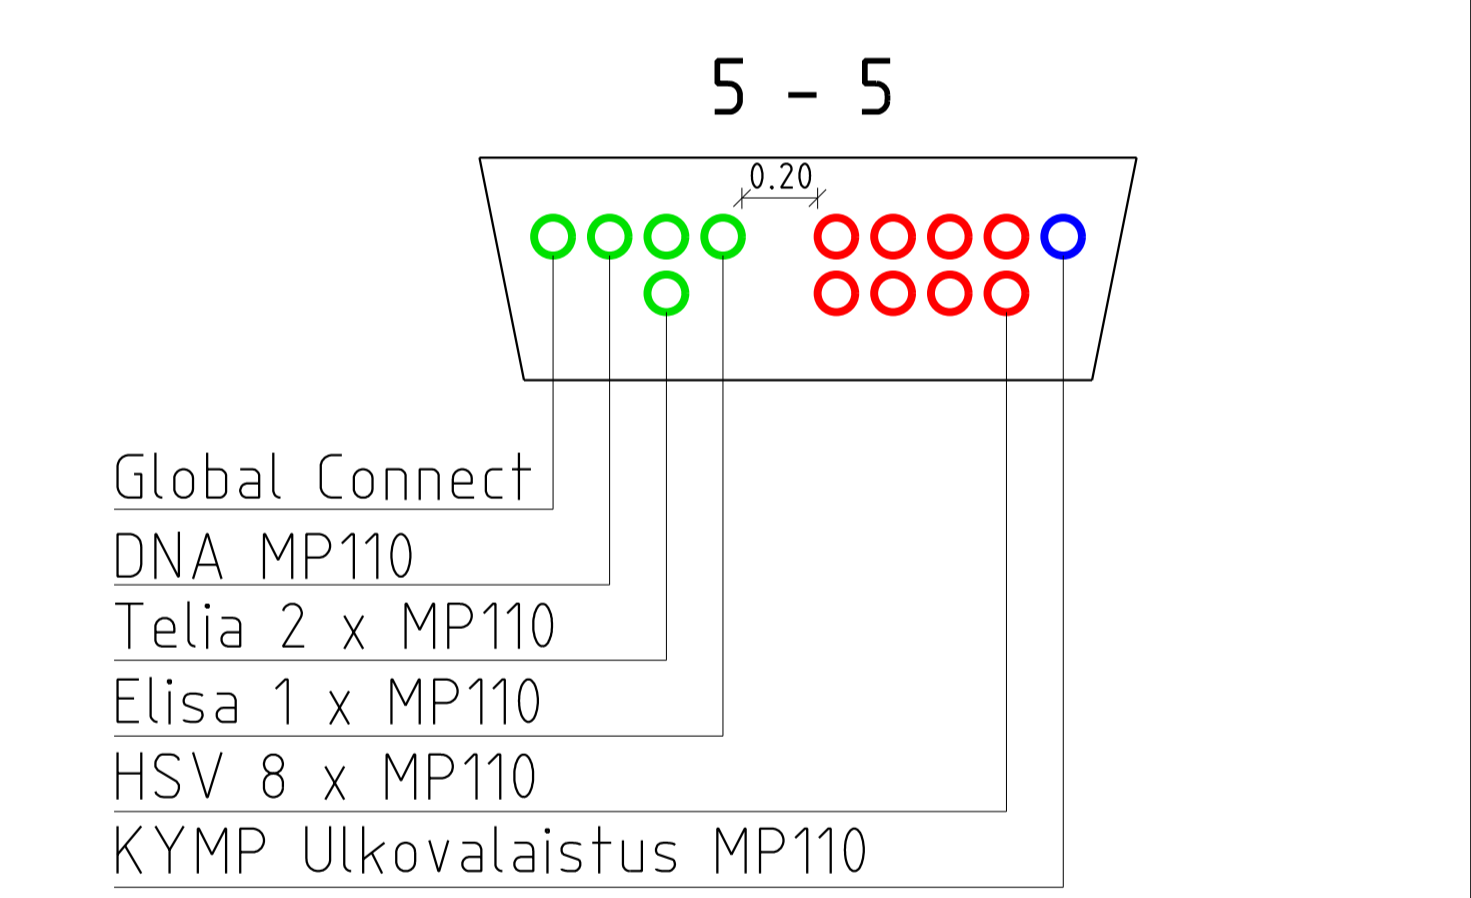 5 - 5
0.20
Global Connect
DNA MP110
Telia 2 x MP110
Elisa 1 x MP110
HSV 8 x MP110
KYMP Ulkovalaistus MP110